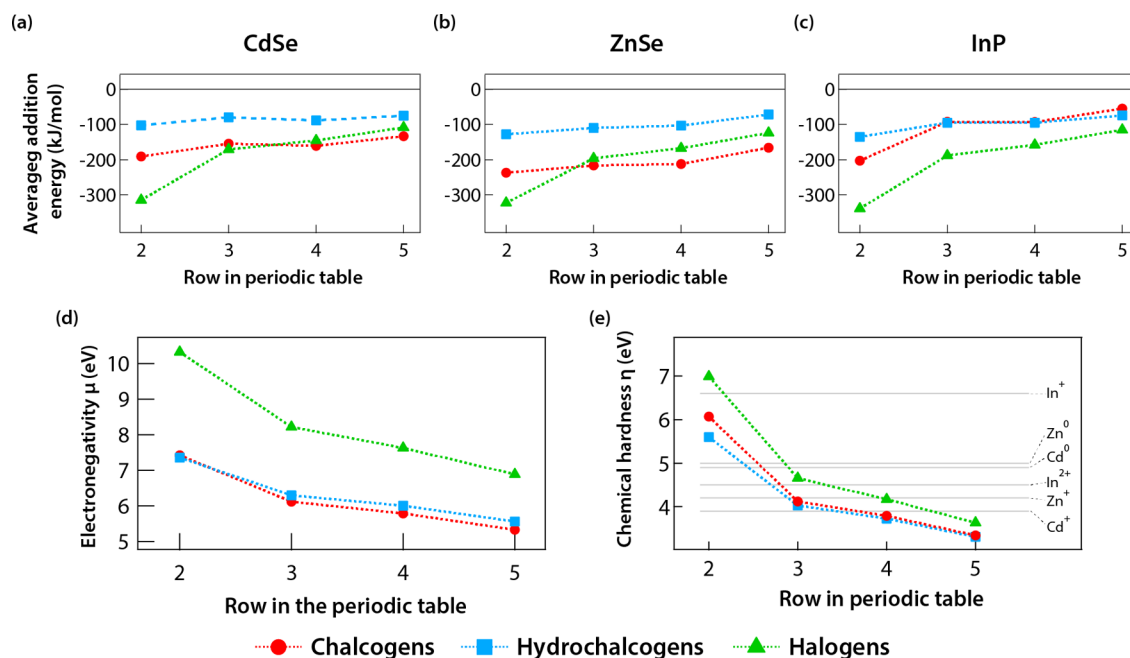 (a)
CdSe
(b)
ZnSe
(c)
InP
Averageg addition
energy (kJ/mol)
0
-100
-200
-300
2 3 4 5
Row in periodic table
0
-100
-200
-300
2 3 4 5
Row in periodic table
0
-100
-200
-300
2 3 4 5
Row in periodic table
(d)
Electronegativity μ (eV)
10
9
8
7
6
5
2 3 4 5
Row in the periodic table
(e)
Chemical hardness η (eV)
7
6
5
4
In+
Zn0
Cd0
In2+
Zn+
Cd+
2 3 4 5
Row in periodic table
Chalcogens Hydrochalcogens Halogens